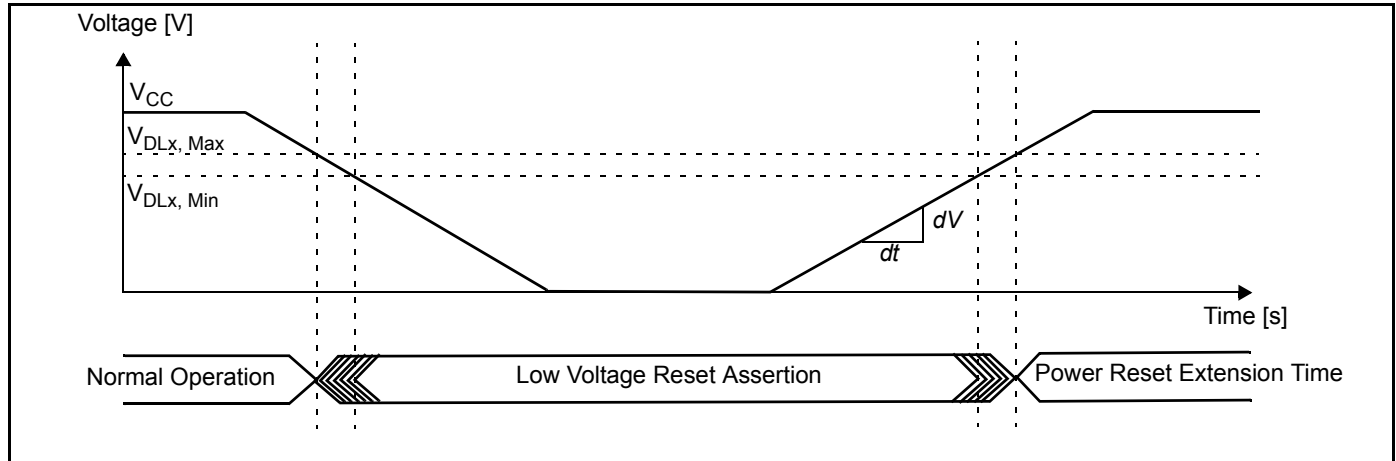 Voltage [V]
VCC
VDLx, Max
VDLx, Min
dV
dt
Time [s]
Normal Operation
Low Voltage Reset Assertion
Power Reset Extension Time